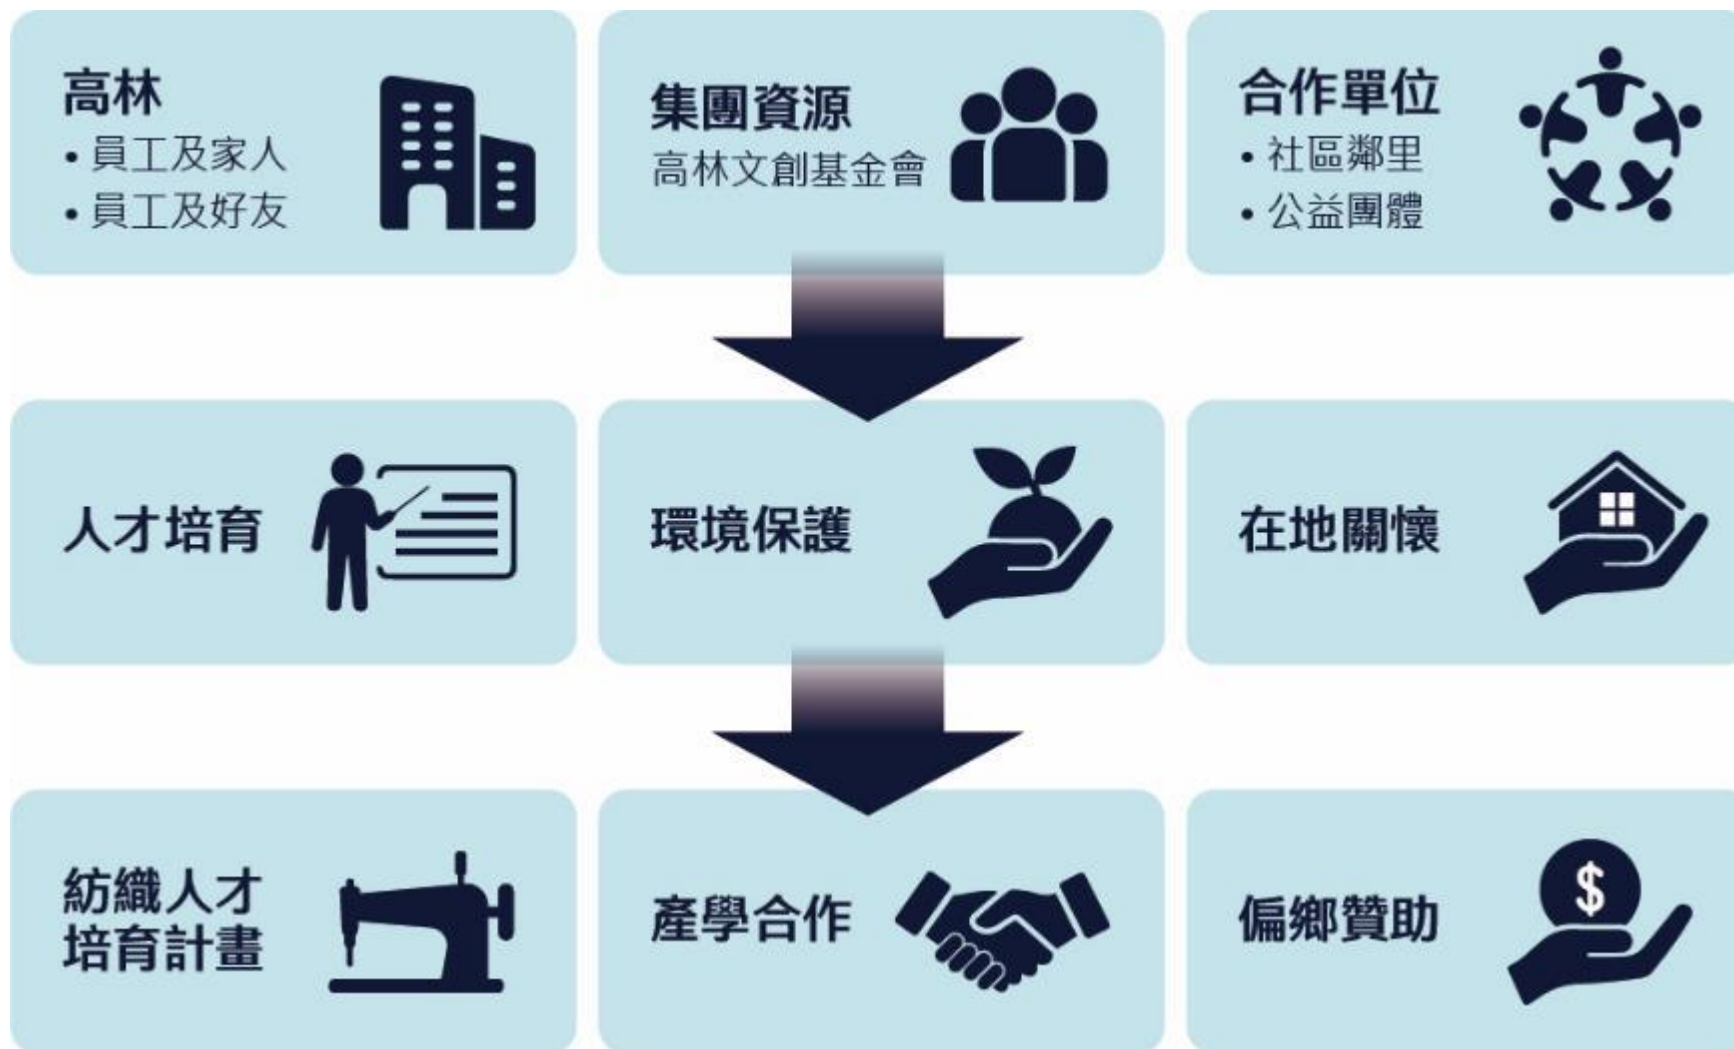 高林
• 員工及家人
• 員工及好友
集團資源
高林文創基金會
合作單位
• 社區鄰里
• 公益團體
人才培育
環境保護
在地關懷
紡織人才
培育計畫
產學合作
偏鄉贊助
$